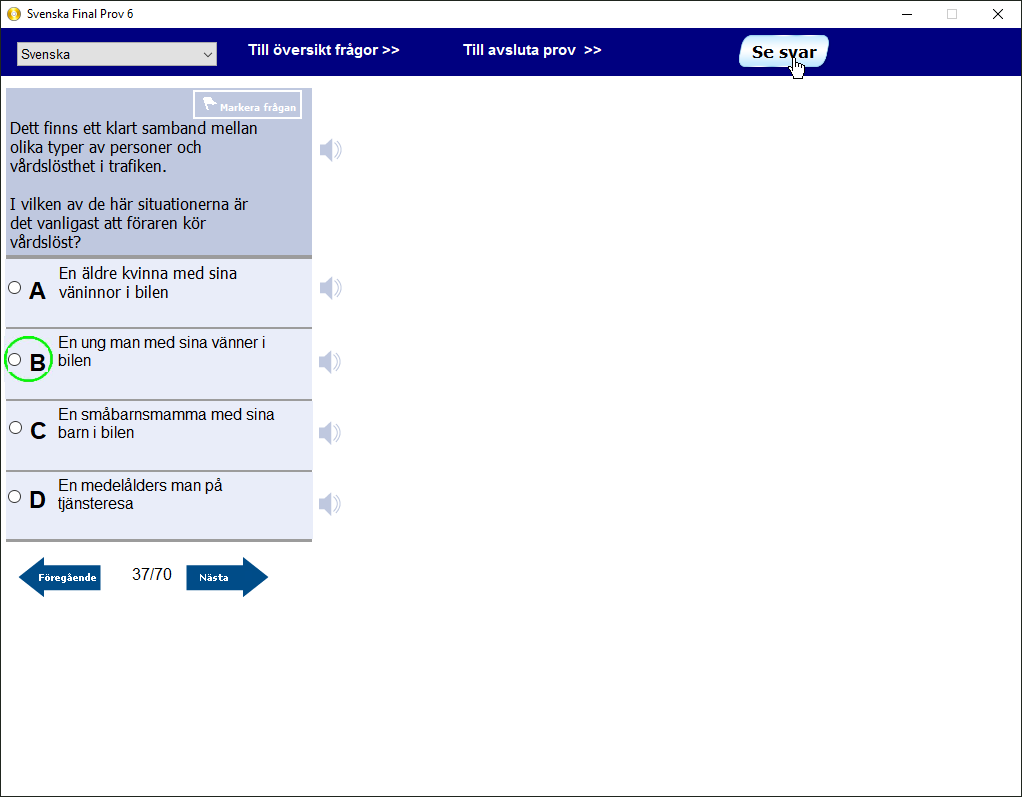 Svenska Final Prov 6
Svenska
Till översikt frågor >>
Till avsluta prov >>
Se svar
Markera frågan
Dett finns ett klart samband mellan
olika typer av personer och
vårdslösthet i trafiken.
I vilken av de här situationerna är
det vanligast att föraren kör
vårdslöst?
A
En äldre kvinna med sina
väninnor i bilen
B
En ung man med sina vänner i
bilen
C
En småbarnsmamma med sina
barn i bilen
D
En medelålders man på
tjänsteresa
Föregående
37/70
Nästa